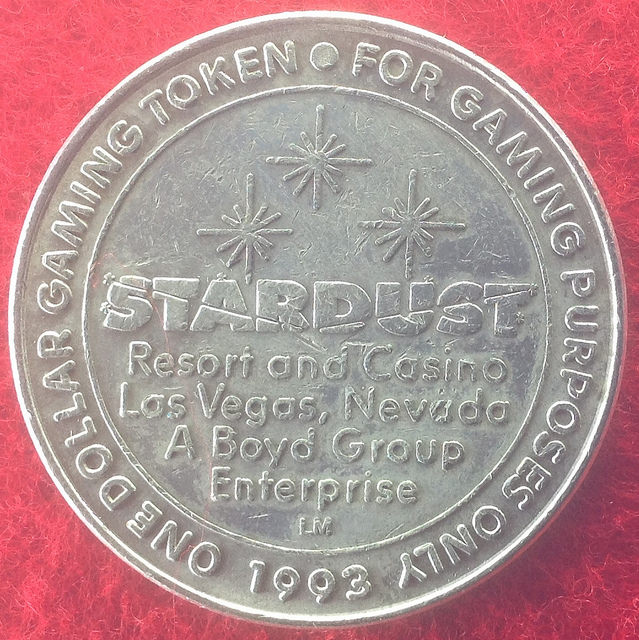 ONE DOLLAR GAMING TOKEN • FOR GAMING PURPOSES ONLY
1993
STARDUST
Resort and Casino
Las Vegas, Nevada
A Boyd Group
Enterprise
LM